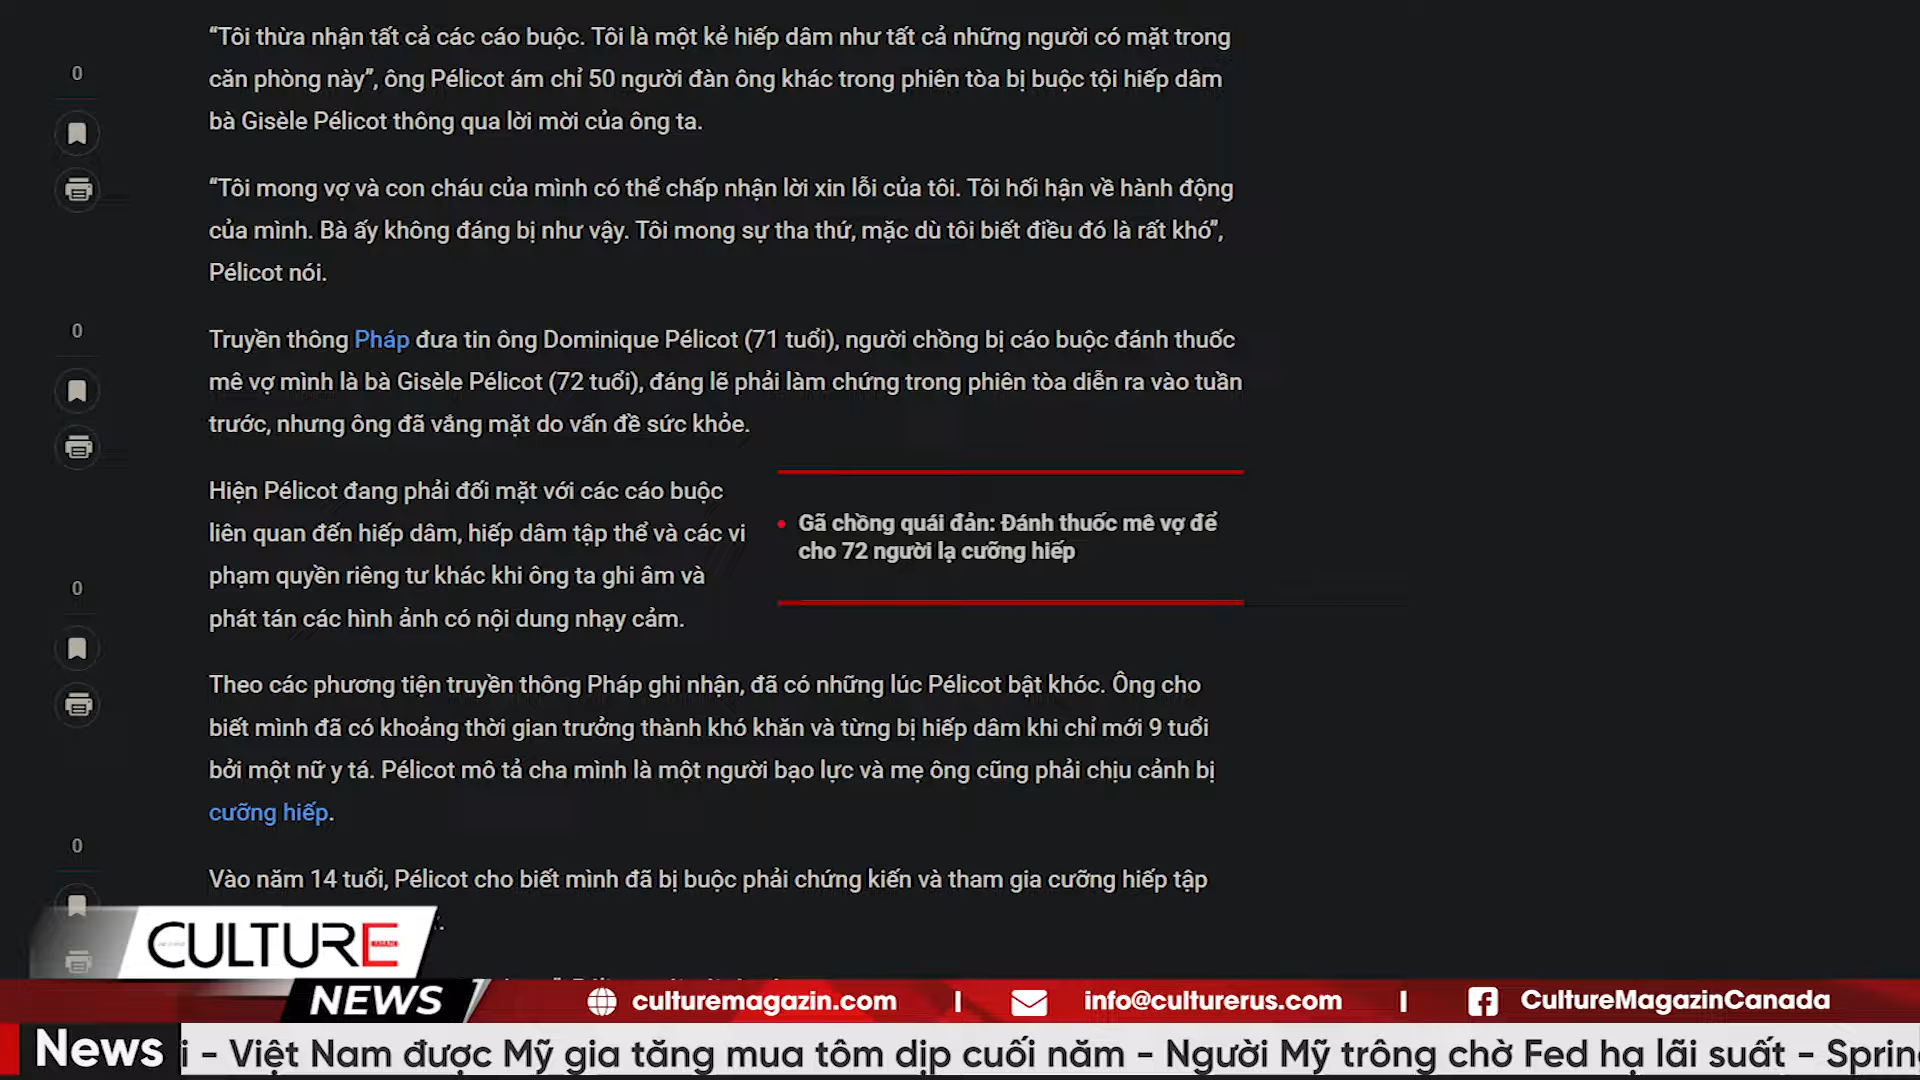 “Tôi thừa nhận tất cả các cáo buộc. Tôi là một kẻ hiếp dâm như tất cả những người có mặt trong
căn phòng này”, ông Pélicot ám chỉ 50 người đàn ông khác trong phiên tòa bị buộc tội hiếp dâm
bà Gisèle Pélicot thông qua lời mời của ông ta.
0
“Tôi mong vợ và con cháu của mình có thể chấp nhận lời xin lỗi của tôi. Tôi hối hận về hành động
của mình. Bà ấy không đáng bị như vậy. Tôi mong sự tha thứ, mặc dù tôi biết điều đó là rất khó”,
Pélicot nói.
0
Truyền thông Pháp đưa tin ông Dominique Pélicot (71 tuổi), người chồng bị cáo buộc đánh thuốc
mê vợ mình là bà Gisèle Pélicot (72 tuổi), đáng lẽ phải làm chứng trong phiên tòa diễn ra vào tuần
trước, nhưng ông đã vắng mặt do vấn đề sức khỏe.
Hiện Pélicot đang phải đối mặt với các cáo buộc
liên quan đến hiếp dâm, hiếp dâm tập thể và các vi
phạm quyền riêng tư khác khi ông ta ghi âm và
phát tán các hình ảnh có nội dung nhạy cảm.
Gã chồng quái đản: Đánh thuốc mê vợ để
cho 72 người lạ cưỡng hiếp
0
Theo các phương tiện truyền thông Pháp ghi nhận, đã có những lúc Pélicot bật khóc. Ông cho
biết mình đã có khoảng thời gian trưởng thành khó khăn và từng bị hiếp dâm khi chỉ mới 9 tuổi
bởi một nữ y tá. Pélicot mô tả cha mình là một người bạo lực và mẹ ông cũng phải chịu cảnh bị
cưỡng hiếp.
0
Vào năm 14 tuổi, Pélicot cho biết mình đã bị buộc phải chứng kiến và tham gia cưỡng hiếp tập
CULTURE
MAGAZIN
NEWS
culturemagazin.com | info@culturerus.com | CultureMagazinCanada
News
i - Việt Nam được Mỹ gia tăng mua tôm dịp cuối năm - Người Mỹ trông chờ Fed hạ lãi suất - Sprin